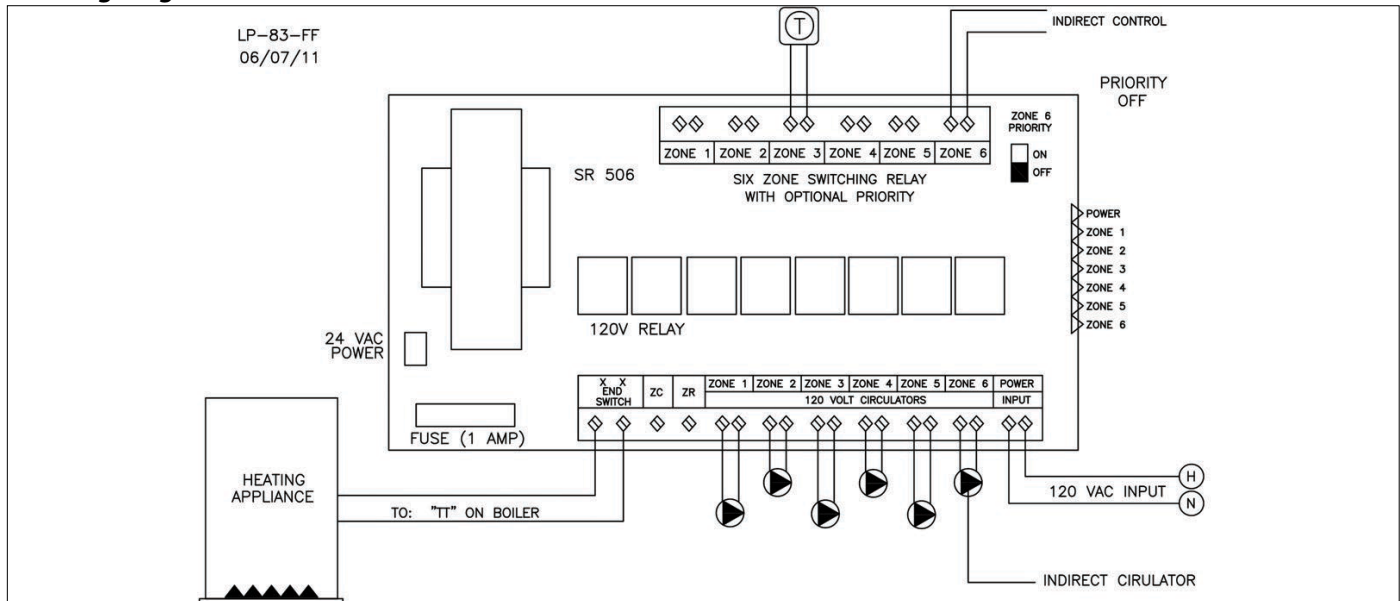 LP-83-FF
06/07/11
T
INDIRECT CONTROL
PRIORITY
OFF
ZONE 1 ZONE 2 ZONE 3 ZONE 4 ZONE 5 ZONE 6
ZONE 6
PRIORITY
ON
OFF
SR 506
SIX ZONE SWITCHING RELAY
WITH OPTIONAL PRIORITY
POWER
ZONE 1
ZONE 2
ZONE 3
ZONE 4
ZONE 5
ZONE 6
120V RELAY
24 VAC
POWER
FUSE (1 AMP)
X X
END
SWITCH
ZC
ZR
ZONE 1 ZONE 2 ZONE 3 ZONE 4 ZONE 5 ZONE 6
120 VOLT CIRCULATORS
POWER
INPUT
HEATING
APPLIANCE
TO: "TT" ON BOILER
120 VAC INPUT
H
N
INDIRECT CIRULATOR